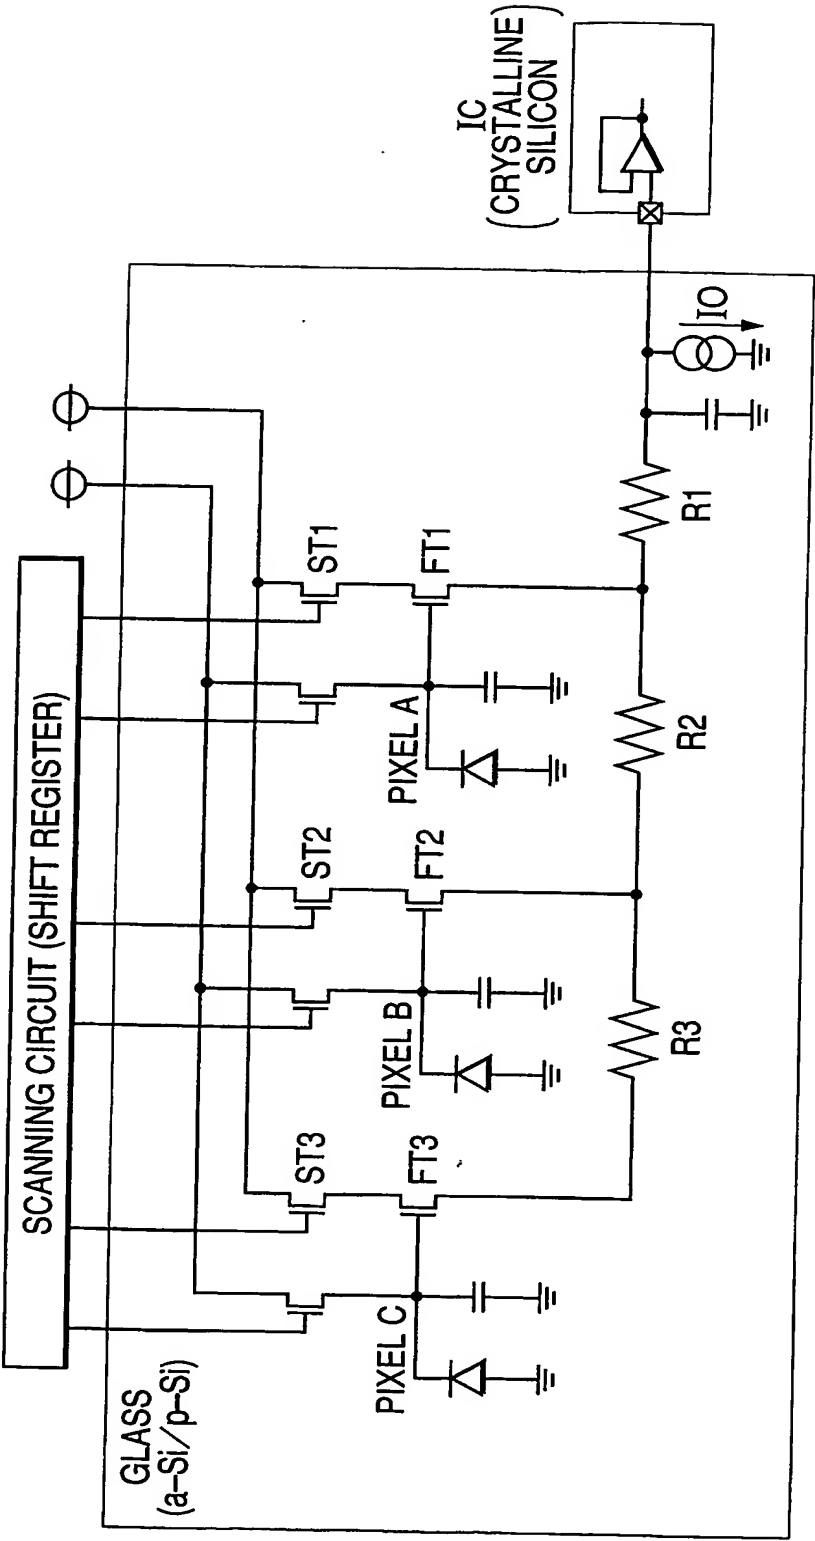 SCANNING CIRCUIT (SHIFT REGISTER)
GLASS
(a–Si/p–Si)
IC
(CRYSTALLINE
SILICON)
ST3
ST2
ST1
FT3
FT2
FT1
PIXEL C
PIXEL B
PIXEL A
R3
R2
R1
IO